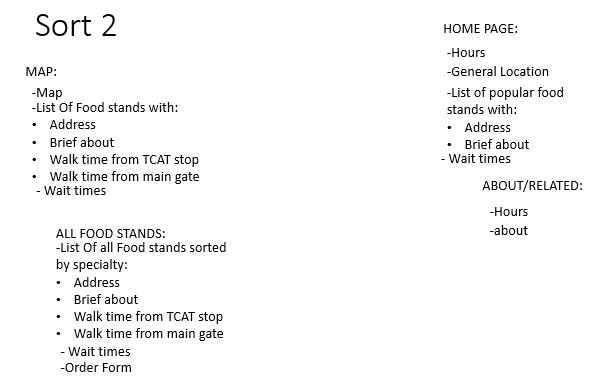 Sort 2
MAP:
-Map
-List Of Food stands with:
• Address
• Brief about
• Walk time from TCAT stop
• Walk time from main gate
- Wait times
ALL FOOD STANDS:
-List Of all Food stands sorted
by specialty:
• Address
• Brief about
• Walk time from TCAT stop
• Walk time from main gate
- Wait times
-Order Form
HOME PAGE:
-Hours
-General Location
-List of popular food
stands with:
• Address
• Brief about
- Wait times
ABOUT/RELATED:
-Hours
-about